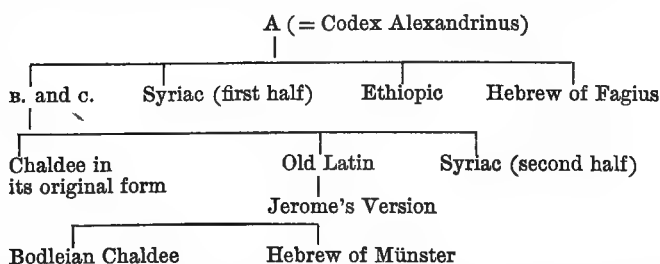 A (= Codex Alexandrinus)
B. and C. Syriac (first half) Ethiopic Hebrew of Fagius
Chaldee in Old Latin Syriac (second half)
its original form
Jerome's Version
Bodleian Chaldee Hebrew of Münster